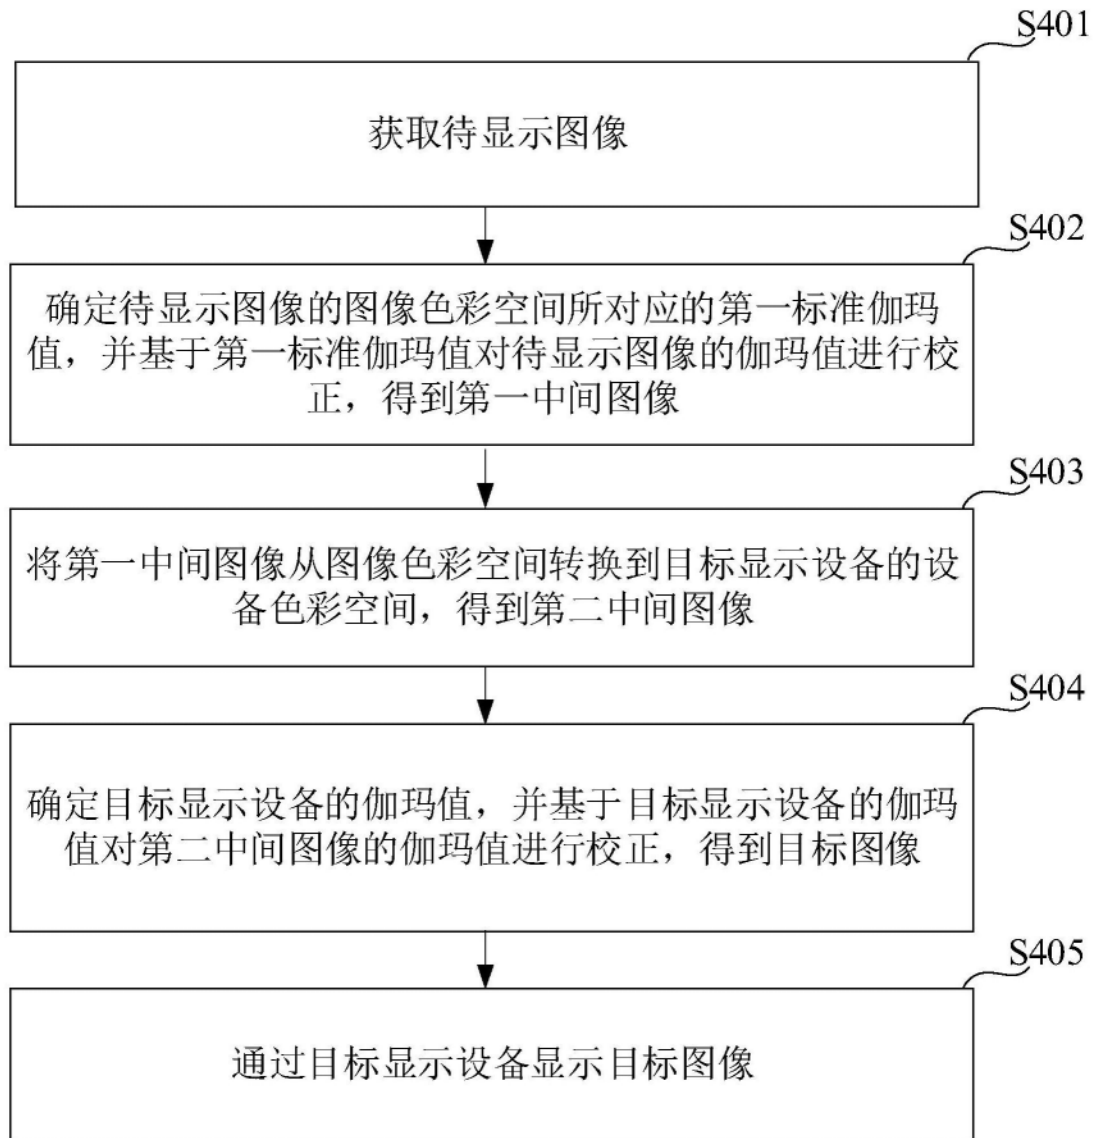 S401
获取待显示图像
S402
确定待显示图像的图像色彩空间所对应的第一标准伽玛
值，并基于第一标准伽玛值对待显示图像的伽玛值进行校
正，得到第一中间图像
S403
将第一中间图像从图像色彩空间转换到目标显示设备的设
备色彩空间，得到第二中间图像
S404
确定目标显示设备的伽玛值，并基于目标显示设备的伽玛
值对第二中间图像的伽玛值进行校正，得到目标图像
S405
通过目标显示设备显示目标图像